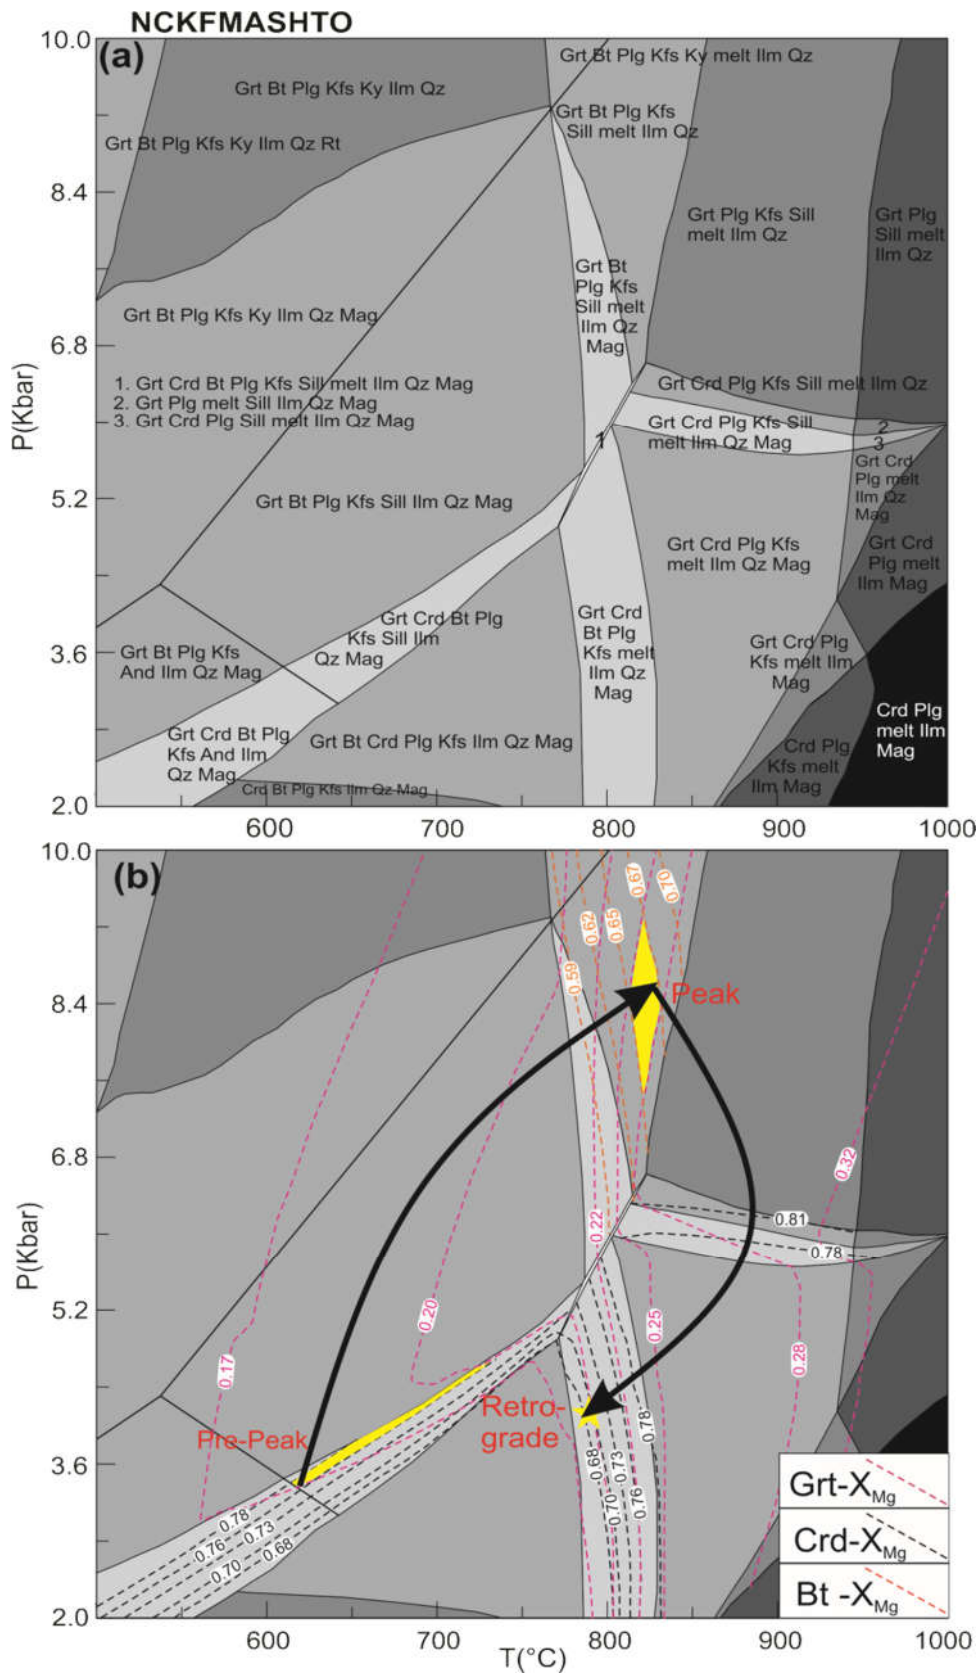 NCKFMASHTO
(a)
10.0
8.4
6.8
5.2
3.6
2.0
P(Kbar)
Grt Bt Plg Kfs Ky melt Ilm Qz
Grt Bt Plg Kfs Ky Ilm Qz
Grt Bt Plg Kfs
Sill melt Ilm Qz
Grt Bt Plg Kfs Ky Ilm Qz Rt
Grt Plg Kfs Sill
melt Ilm Qz
Grt Plg
Sill melt
Ilm Qz
Grt Bt
Plg Kfs
Sill melt
Ilm Qz
Mag
Grt Bt Plg Kfs Ky Ilm Qz Mag
1. Grt Crd Bt Plg Kfs Sill melt Ilm Qz Mag
2. Grt Plg melt Sill Ilm Qz Mag
3. Grt Crd Plg Sill melt Ilm Qz Mag
Grt Crd Plg Kfs Sill melt Ilm Qz
Grt Crd Plg Kfs Sill
melt Ilm Qz Mag
1
2
3
Grt Crd
Plg melt
Ilm Qz
Mag
Grt Bt Plg Kfs Sill Ilm Qz Mag
Grt Crd Plg Kfs
melt Ilm Qz Mag
Grt Crd
Plg melt
Ilm Mag
Grt Crd Bt Plg
Kfs Sill Ilm
Qz Mag
Grt Crd
Bt Plg
Kfs melt
Ilm Qz
Mag
Grt Bt Plg Kfs
And Ilm Qz Mag
Grt Crd Plg
Kfs melt Ilm
Mag
Crd Plg
melt Ilm
Mag
Grt Crd Bt Plg
Kfs And Ilm
Qz Mag
Grt Bt Crd Plg Kfs Ilm Qz Mag
Crd Plg
Kfs melt
Ilm Mag
Crd Bt Plg Kfs Ilm Qz Mag
600
700
800
900
1000
(b)
10.0
8.4
6.8
5.2
3.6
2.0
P(Kbar)
0.59
0.62
0.65
0.67
0.70
Peak
0.32
0.22
0.81
0.78
0.20
0.17
0.25
0.28
Pre-Peak
Retro-
grade
0.78
0.76
0.73
0.70
0.68
0.68
0.70
0.73
0.76
0.78
Grt-XMg
Crd-XMg
Bt -XMg
600
700
800
900
1000
T(°C)